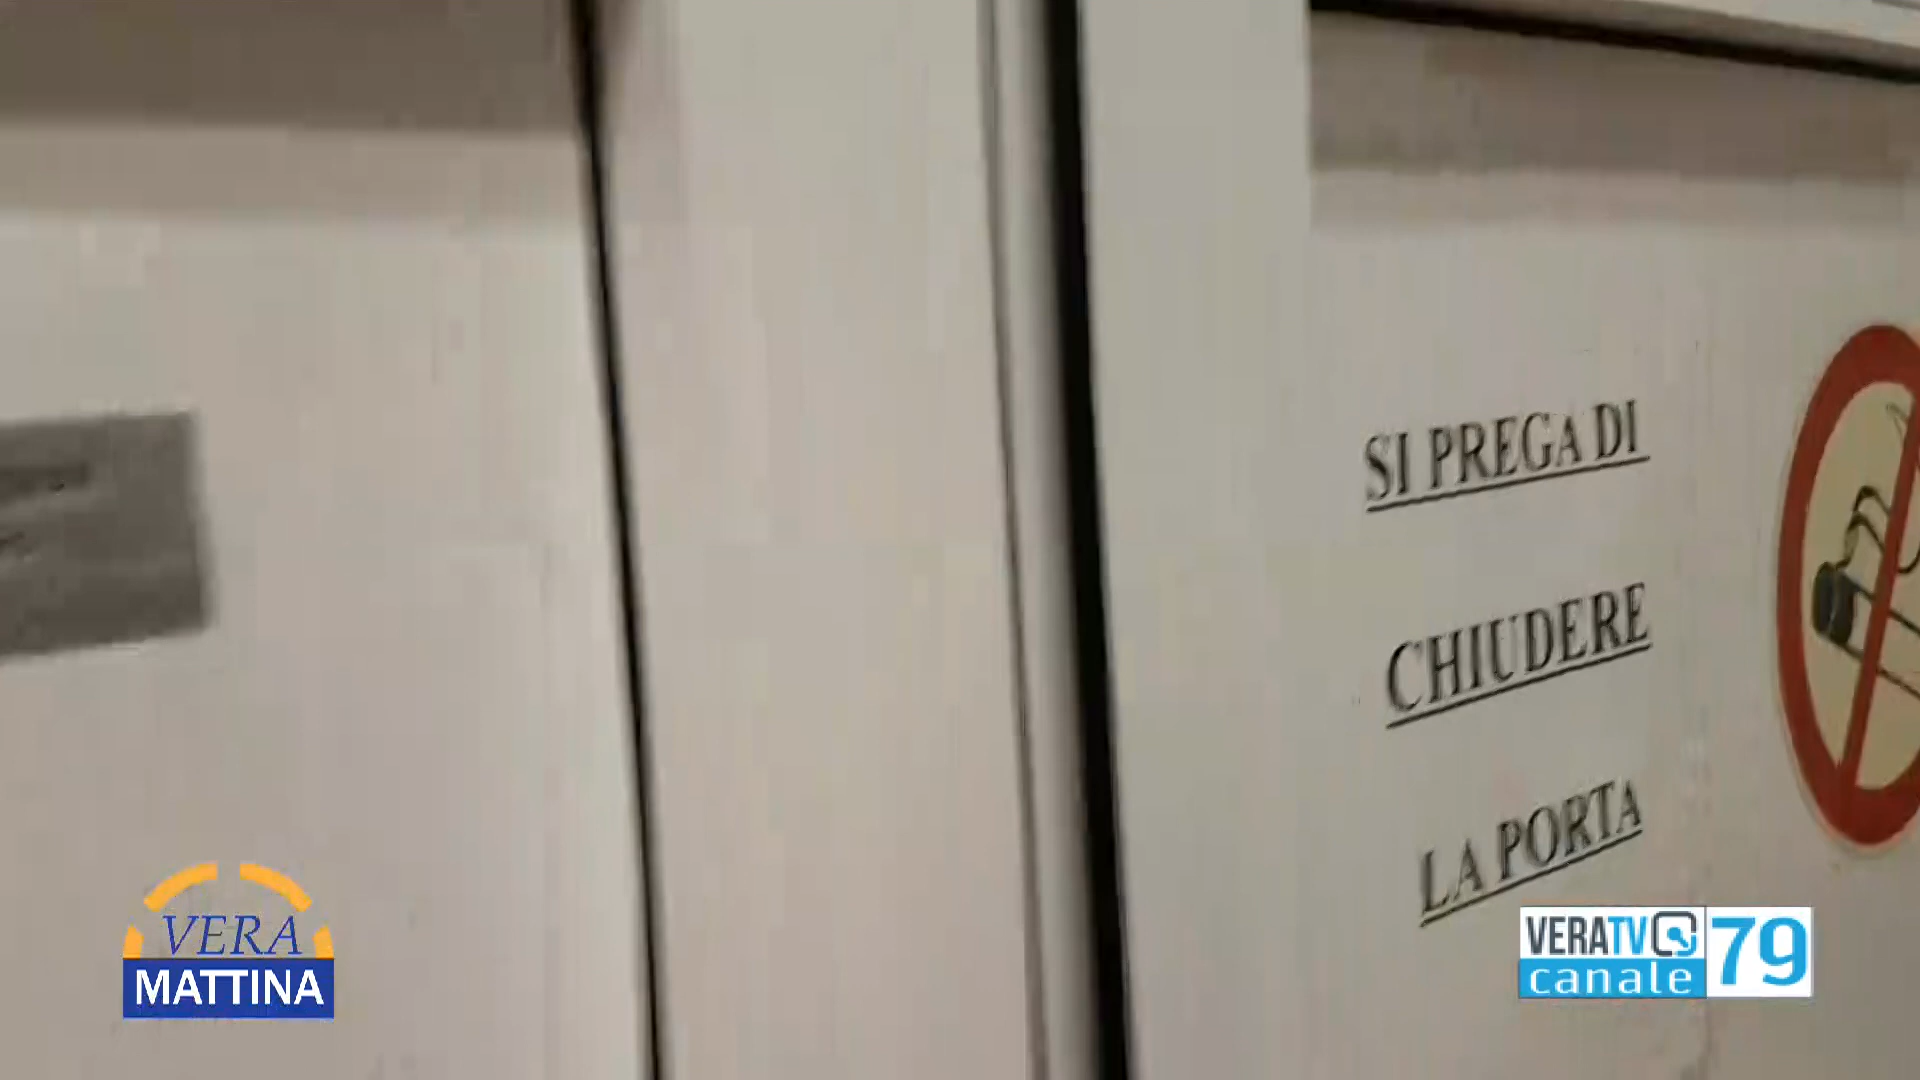 SI PREGA DI
CHIUDERE
LA PORTA
VERA
MATTINA
VERATV
canale 79